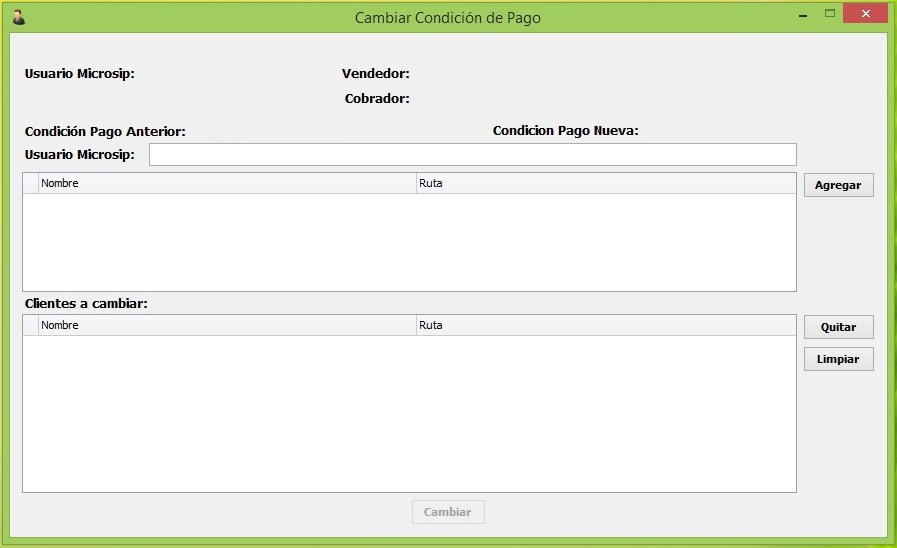 Cambiar Condición de Pago
Usuario Microsip:
Vendedor:
Cobrador:
Condición Pago Anterior:
Condicion Pago Nueva:
Usuario Microsip:
Nombre
Ruta
Agregar
Clientes a cambiar:
Nombre
Ruta
Quitar
Limpiar
Cambiar